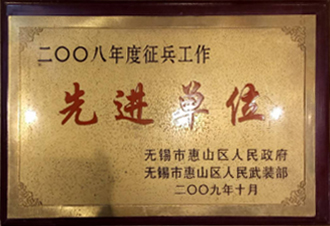 二〇〇八年度征兵工作
先进单位
无锡市惠山区人民政府
无锡市惠山区人民武装部
二〇〇九年十月